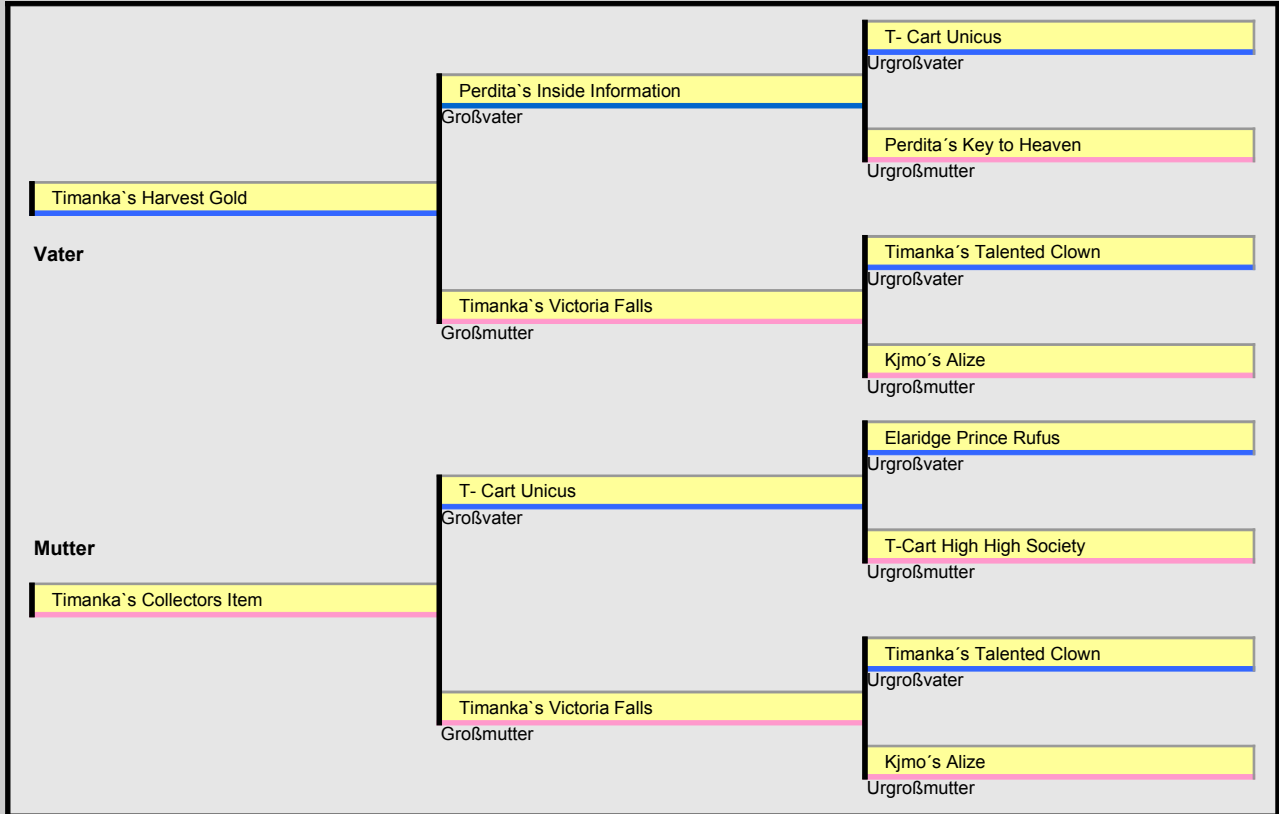 T- Cart Unicus
Urgroßvater
Perdita`s Inside Information
Großvater
Perdita´s Key to Heaven
Urgroßmutter
Timanka`s Harvest Gold
Vater
Timanka´s Talented Clown
Urgroßvater
Timanka`s Victoria Falls
Großmutter
Kjmo´s Alize
Urgroßmutter
Elaridge Prince Rufus
Urgroßvater
T- Cart Unicus
Großvater
Mutter
T-Cart High High Society
Urgroßmutter
Timanka`s Collectors Item
Timanka´s Talented Clown
Urgroßvater
Timanka`s Victoria Falls
Großmutter
Kjmo´s Alize
Urgroßmutter